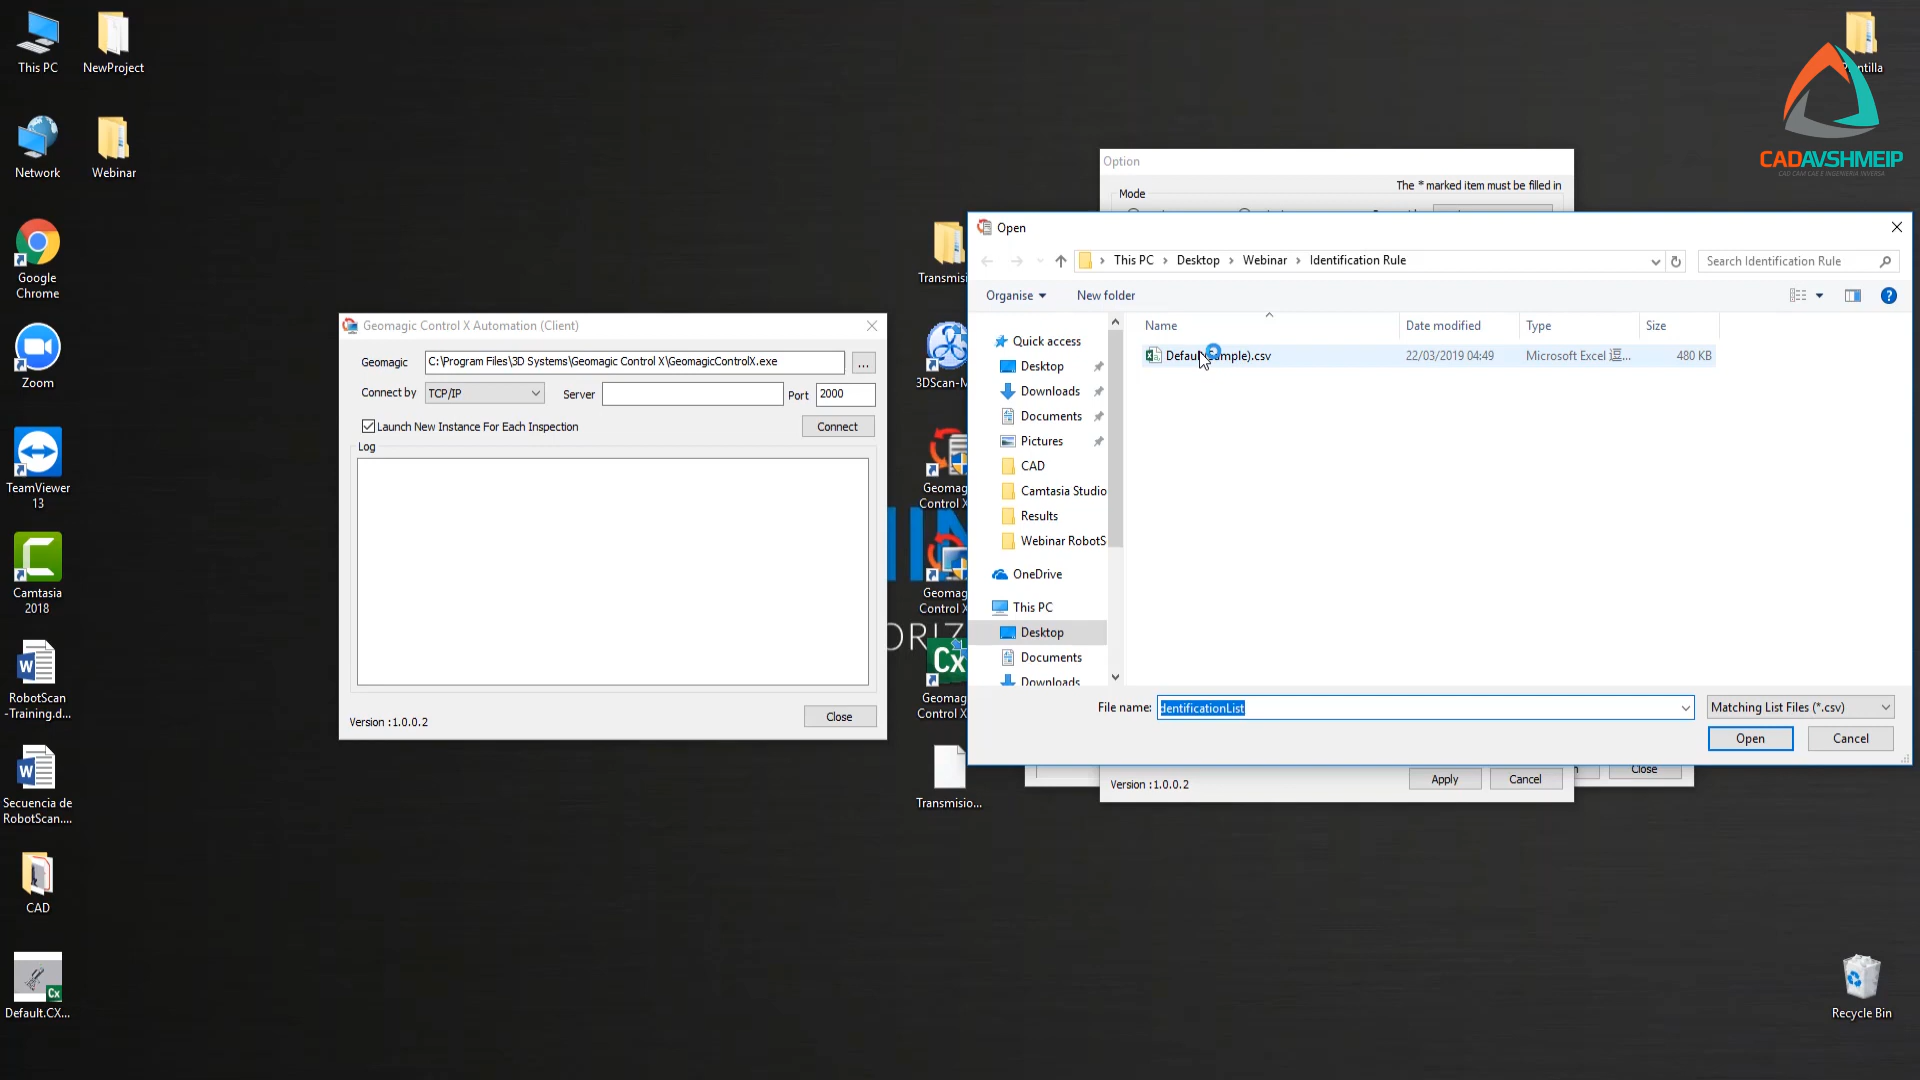 This PC
NewProject
Network
Webinar
Google
Chrome
Zoom
TeamViewer
13
Camtasia
2018
RobotScan
-Training.d...
Secuencia de
RobotScan....
CAD
Default.CX...
Geomagic Control X Automation (Client)
Geomagic
C:\Program Files\3D Systems\Geomagic Control X\GeomagicControlX.exe
...
Connect by
TCP/IP
Server
Port
2000
Launch New Instance For Each Inspection
Connect
Log
Version :1.0.0.2
Close
Transmisi
3DScan-M
Geomag
Control X
Geomag
Control X
Cx
Geomag
Control X
Transmisio...
Option
The * marked item must be filled in
Mode
Open
This PC > Desktop > Webinar > Identification Rule
Search Identification Rule
Organise
New folder
Name
Date modified
Type
Size
22/03/2019 04:49
Microsoft Excel 逗...
480 KB
Quick access
Desktop
Downloads
Documents
Pictures
CAD
Camtasia Studio
Results
Webinar RobotS
OneDrive
This PC
Desktop
Documents
Downloads
File name:
dentificationList
Matching List Files (*.csv)
Open
Cancel
Version :1.0.0.2
Apply
Cancel
Close
CADAVSHMEIP
CAD CAM CAE E INGENIERIA INVERSA
Recycle Bin